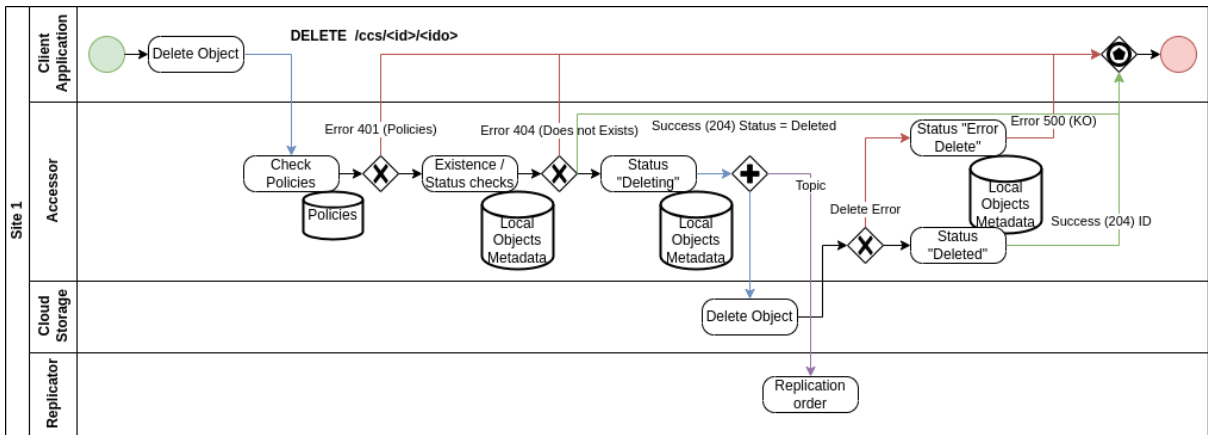 Site 1
Client
Application
Delete Object
DELETE /ccs/<id>/<ido>
Accessor
Error 401 (Policies)
Error 404 (Does not Exists)
Success (204) Status = Deleted
Error 500 (KO)
Check
Policies
Policies
Existence /
Status checks
Local
Objects
Metadata
Status
"Deleting"
Local
Objects
Metadata
Topic
Delete Error
Status "Error
Delete"
Local
Objects
Metadata
Success (204) ID
Status
"Deleted"
Cloud
Storage
Delete Object
Replicator
Replication
order